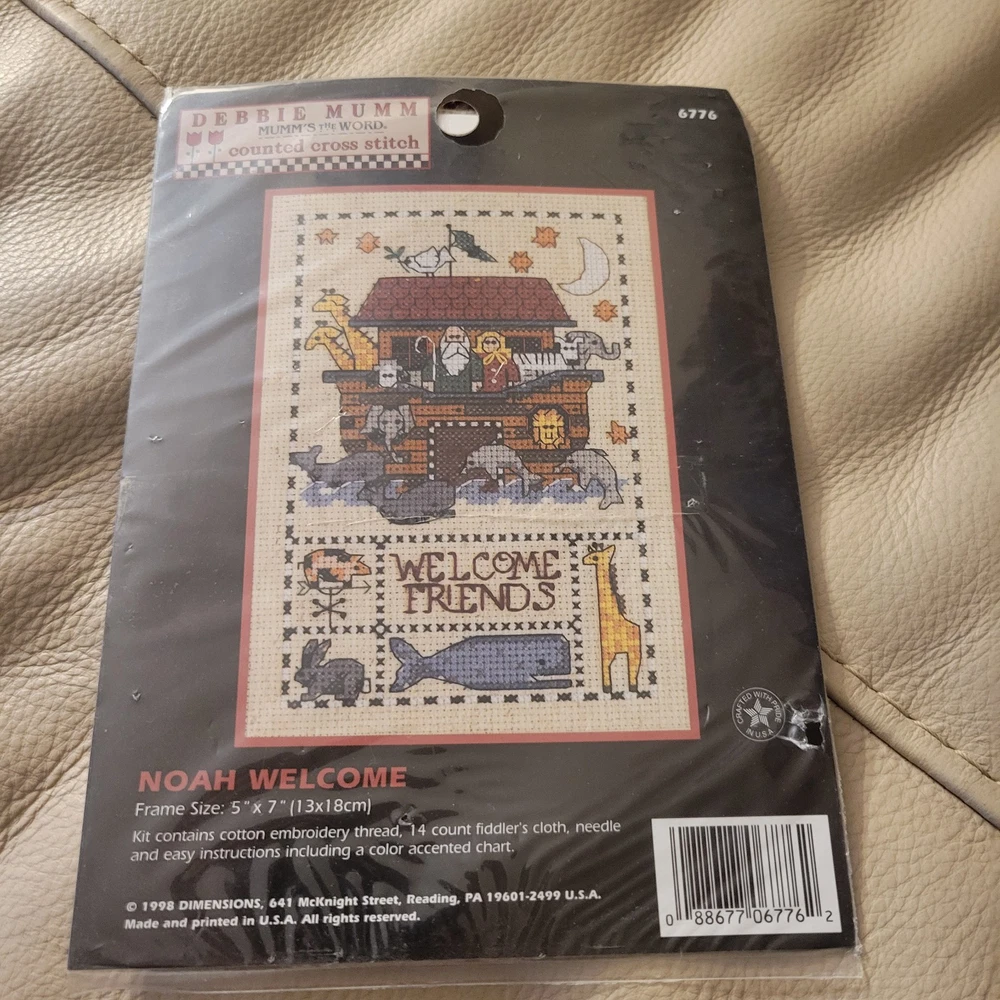 DEBBIE MUMM
MUMM'S THE WORD.
counted cross stitch
6776
WELCOME
FRIENDS
CRAFTED WITH PRIDE
IN U.S.A.
NOAH WELCOME
Frame Size: 5" x 7" (13x18cm)
Kit contains cotton embroidery thread, 14 count fiddler's cloth, needle
and easy instructions including a color accented chart.
© 1998 DIMENSIONS, 641 McKnight Street, Reading, PA 19601-2499 U.S.A.
Made and printed in U.S.A. All rights reserved.
0 88677 06776 2